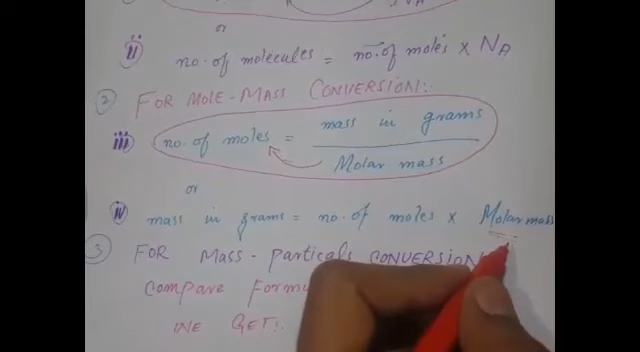 NA
or
ii no. of molecules = no. of moles × NA
2 FOR MOLE-MASS CONVERSION:.
iii no. of moles = mass in grams
Molar mass
or
iv mass in grams = no. of moles × Molar mass
3 FOR MASS-Particals CONVERSION
Compare Formu
WE GET:.